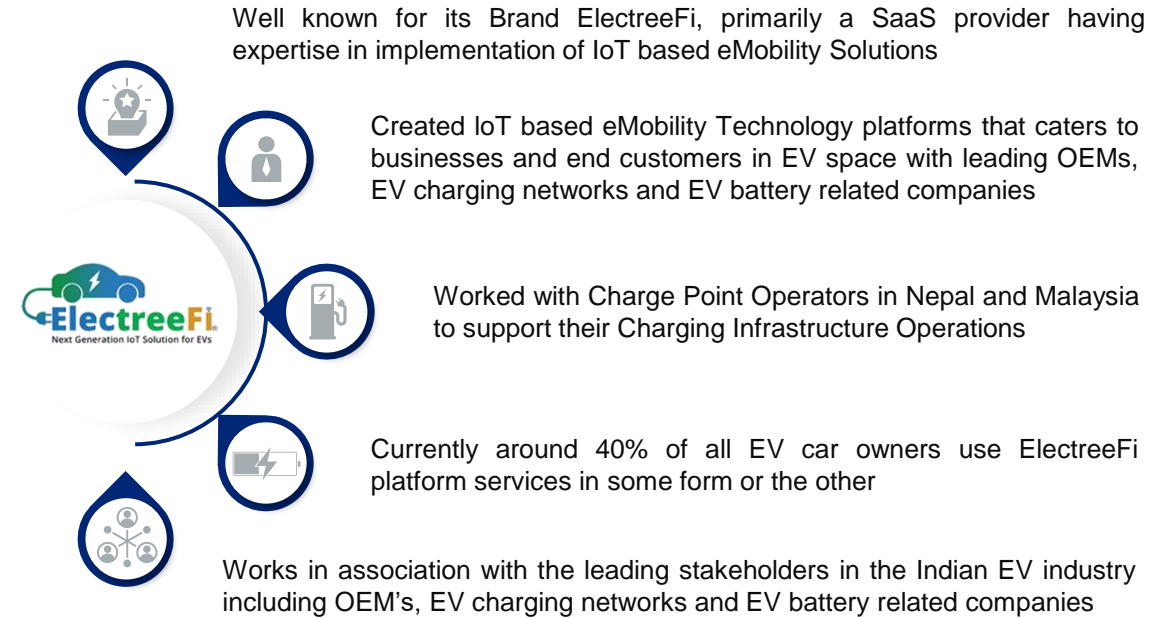 Well known for its Brand ElectreeFi, primarily a SaaS provider having
expertise in implementation of IoT based eMobility Solutions
Created IoT based eMobility Technology platforms that caters to
businesses and end customers in EV space with leading OEMs,
EV charging networks and EV battery related companies
ElectreeFi
Next Generation IoT Solution for EVs
Worked with Charge Point Operators in Nepal and Malaysia
to support their Charging Infrastructure Operations
Currently around 40% of all EV car owners use ElectreeFi
platform services in some form or the other
Works in association with the leading stakeholders in the Indian EV industry
including OEM's, EV charging networks and EV battery related companies